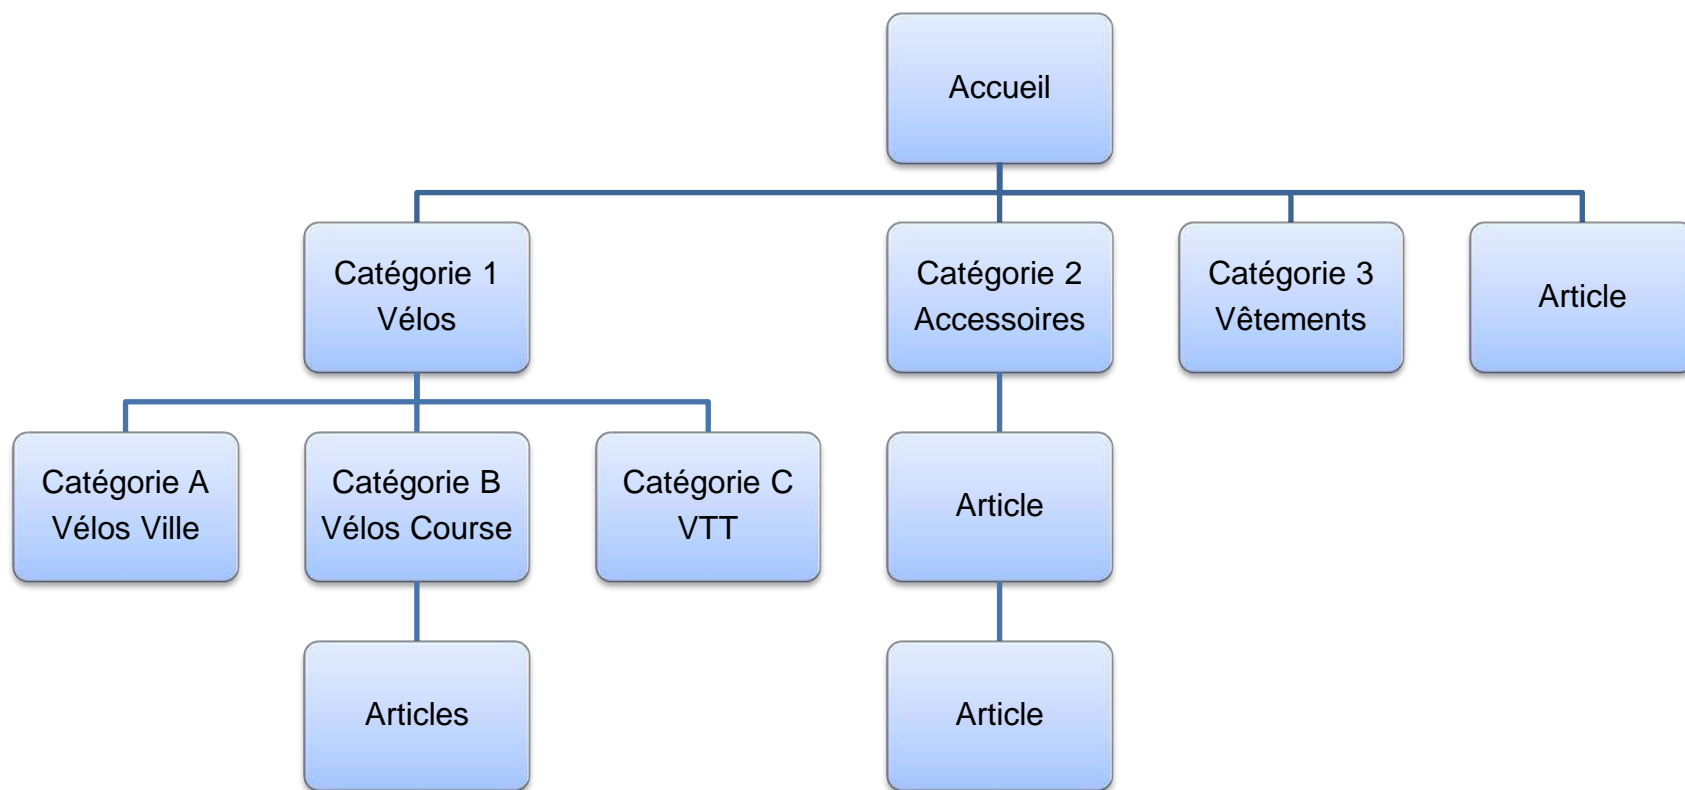 Accueil
Catégorie 1
Vélos
Catégorie 2
Accessoires
Catégorie 3
Vêtements
Article
Catégorie A
Vélos Ville
Catégorie B
Vélos Course
Catégorie C
VTT
Article
Articles
Article